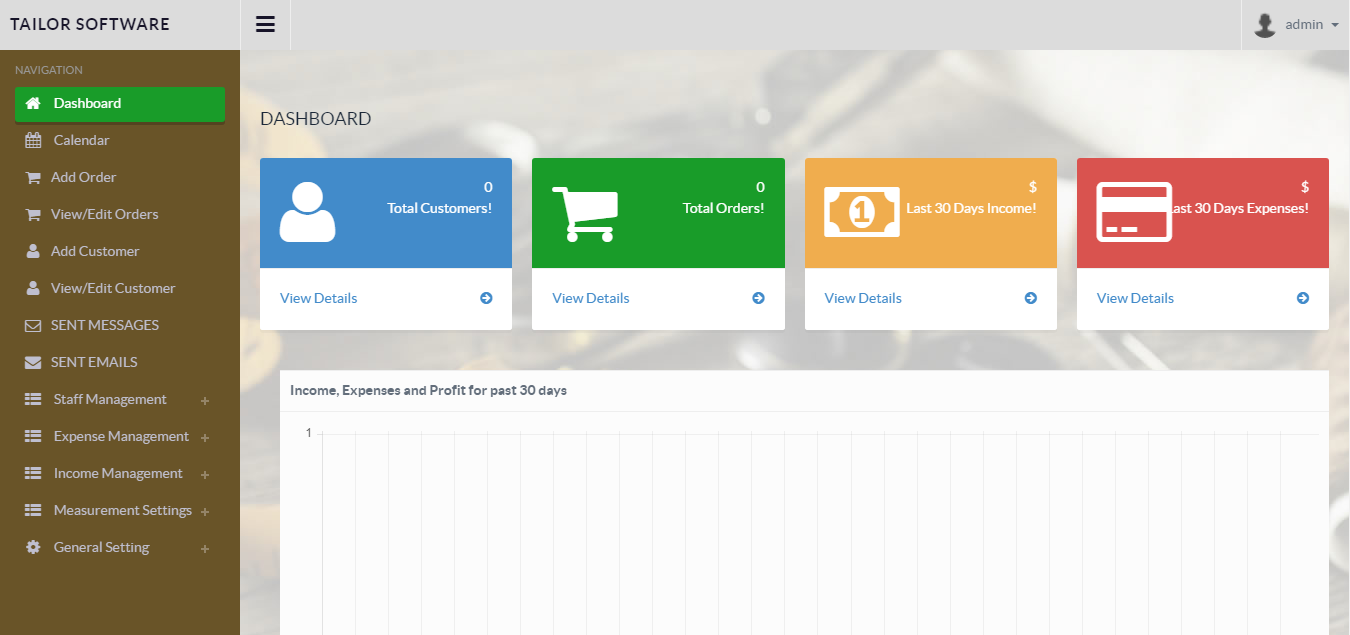 TAILOR SOFTWARE
admin
NAVIGATION
Dashboard
Calendar
Add Order
View/Edit Orders
Add Customer
View/Edit Customer
SENT MESSAGES
SENT EMAILS
Staff Management +
Expense Management +
Income Management +
Measurement Settings +
General Setting +
DASHBOARD
0
Total Customers!
View Details
0
Total Orders!
View Details
1
$
Last 30 Days Income!
View Details
$
ast 30 Days Expenses!
View Details
Income, Expenses and Profit for past 30 days
1